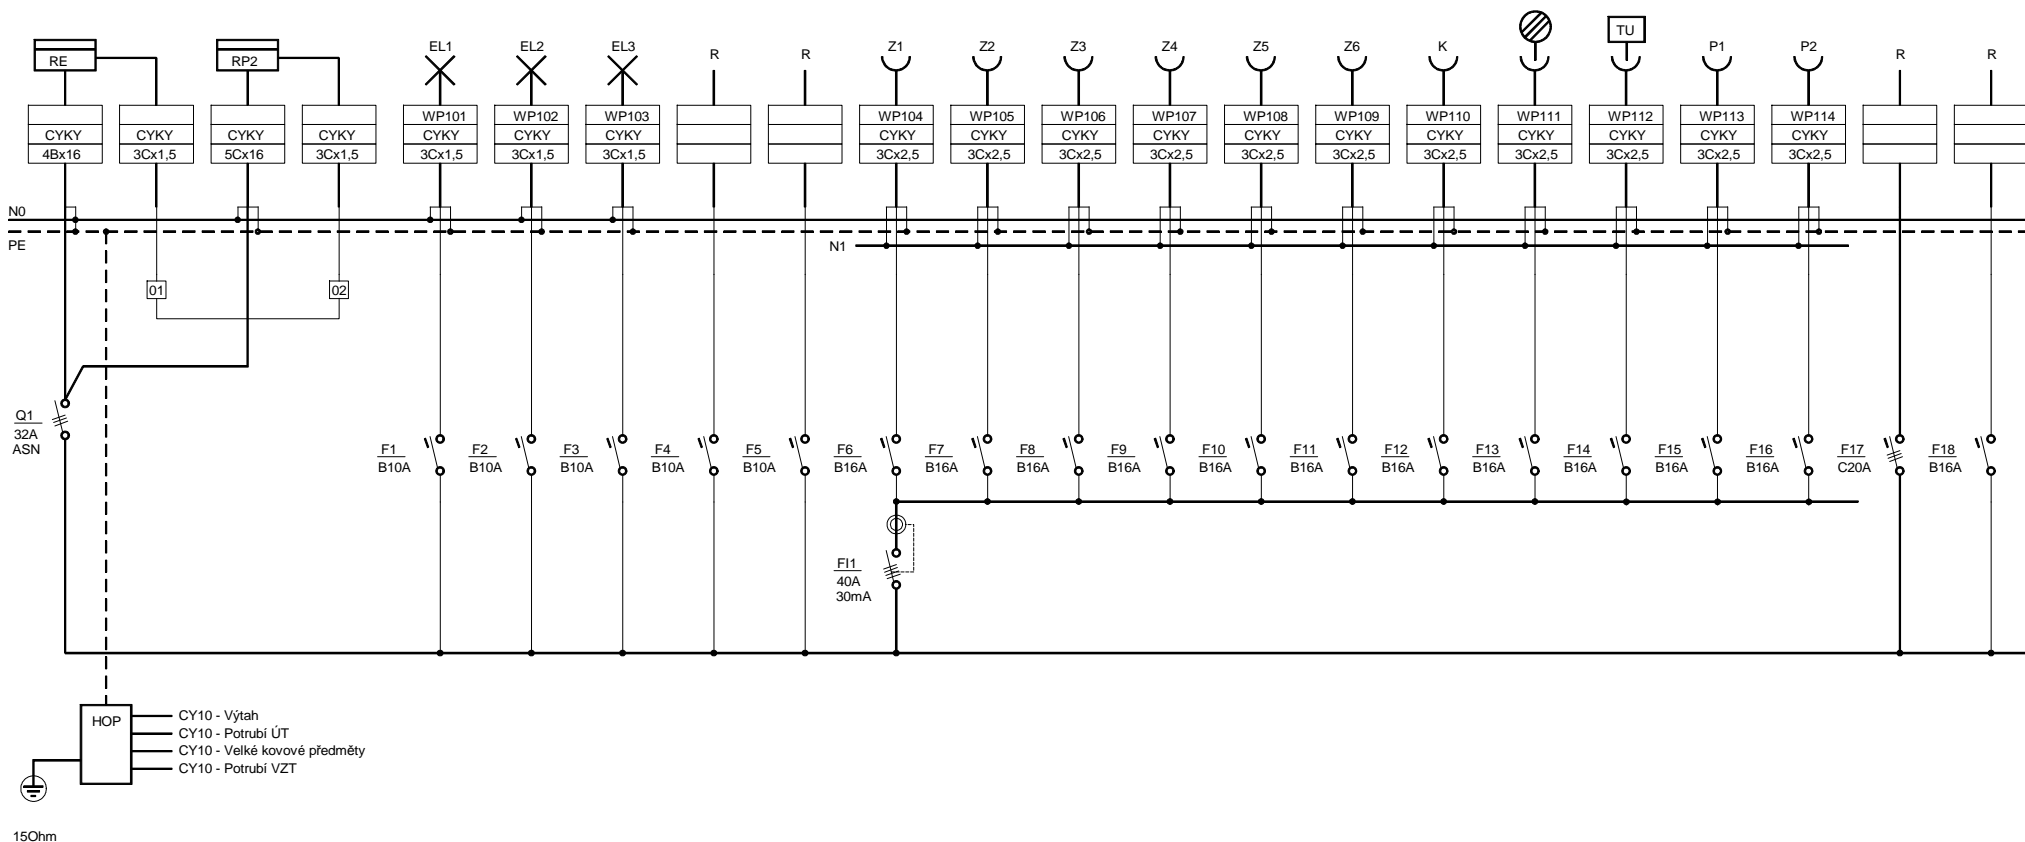 EL1 EL2 EL3 R R Z1 Z2 Z3 Z4 Z5 Z6 K TU P1 P2 R R
RE RP2
WP101 WP102 WP103 WP104 WP105 WP106 WP107 WP108 WP109 WP110 WP111 WP112 WP113 WP114
CYKY CYKY CYKY CYKY CYKY CYKY CYKY CYKY CYKY CYKY CYKY CYKY CYKY CYKY CYKY CYKY CYKY CYKY
4Bx16 3Cx1,5 5Cx16 3Cx1,5 3Cx1,5 3Cx1,5 3Cx1,5 3Cx2,5 3Cx2,5 3Cx2,5 3Cx2,5 3Cx2,5 3Cx2,5 3Cx2,5 3Cx2,5 3Cx2,5 3Cx2,5 3Cx2,5
N0
PE N1
01 02
Q1
32A
ASN
F1 F2 F3 F4 F5 F6 F7 F8 F9 F10 F11 F12 F13 F14 F15 F16 F17 F18
B10A B10A B10A B10A B10A B16A B16A B16A B16A B16A B16A B16A B16A B16A B16A B16A C20A B16A
FI1
40A
30mA
HOP
CY10 - Výtah
CY10 - Potrubí ÚT
CY10 - Velké kovové předměty
CY10 - Potrubí VZT
15Ohm